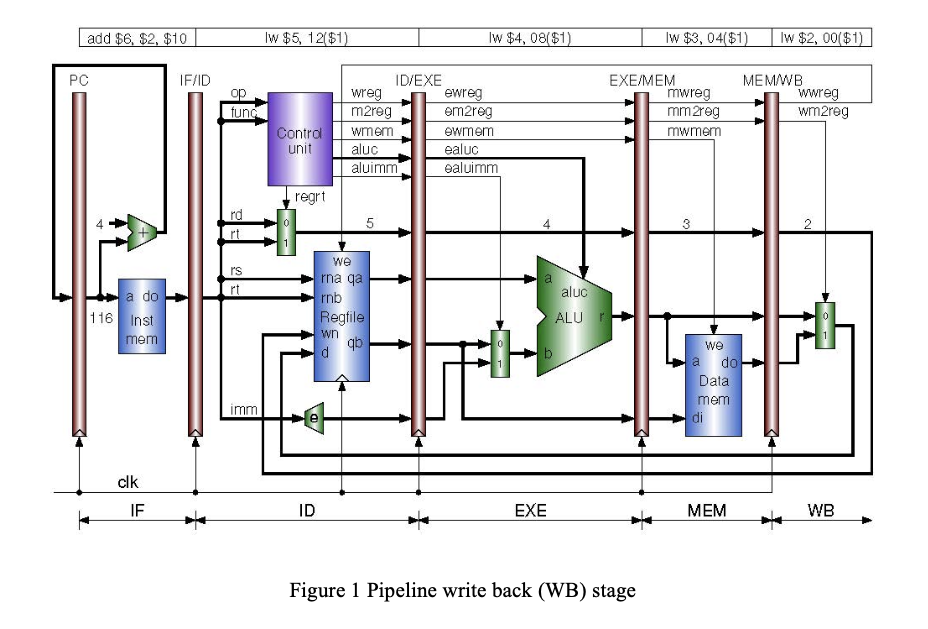 add $6, $2, $10 lw $5, 12($1) lw $4, 08($1) lw $3, 04($1) lw $2, 00($1)
PC IF/ID ID/EXE EXE/MEM MEM/WB
op wreg ewreg mwreg wwreg
func m2reg em2reg mm2reg wm2reg
Control unit
wmem ewmem mwmem
aluc ealuc
aluimm ealuimm
regrt
4 +
rd 0 5 4 3 2
rt 1
we
rs rna qa a aluc
rt rnb ALU r
Regfile
wn qb
d
116 a do
Inst
mem
0
1 b
0
1
we
a do
Data
mem
di
imm e
clk
IF ID EXE MEM WB
Figure 1 Pipeline write back (WB) stage